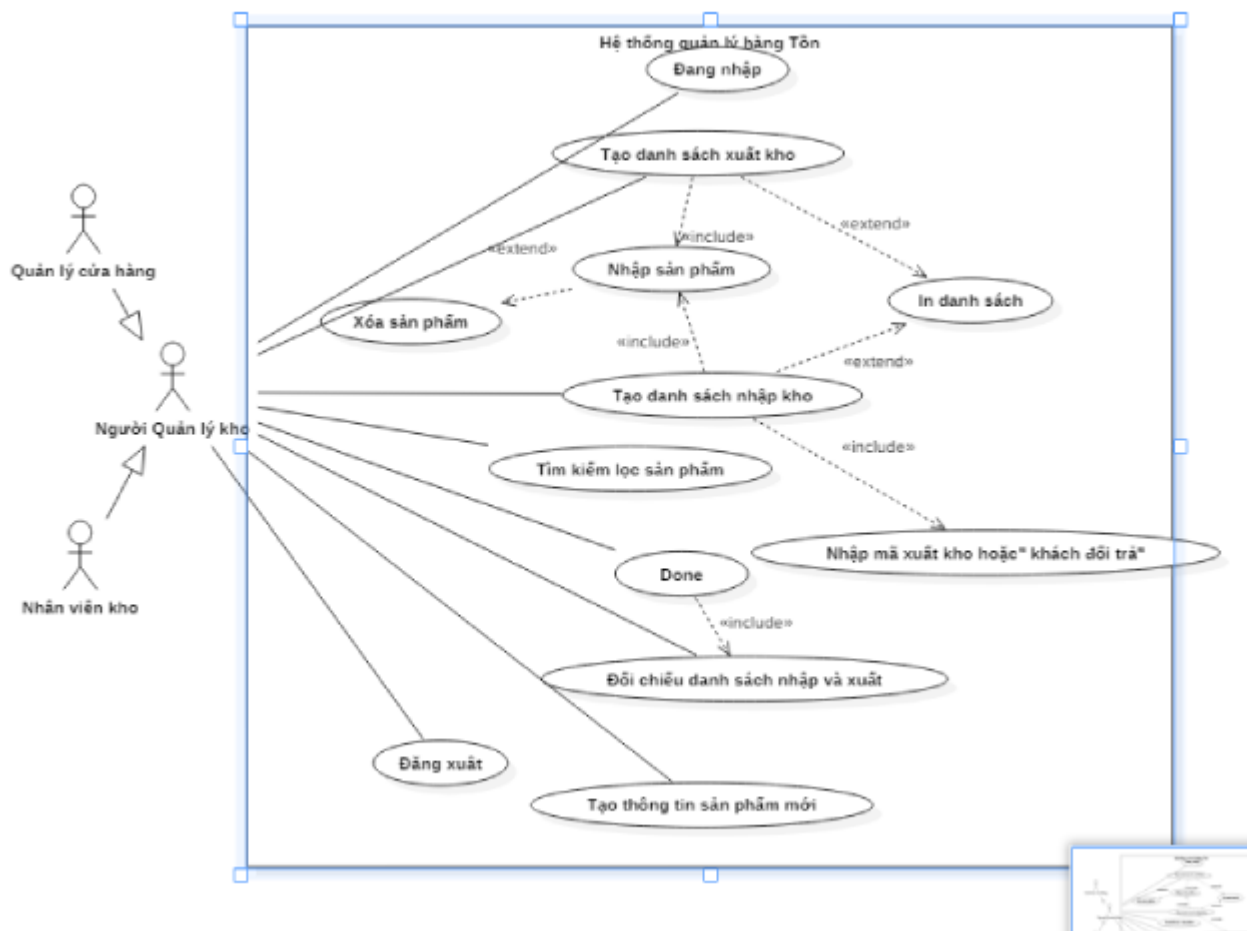 Hệ thống quản lý hàng Tồn
Đang nhập
Tạo danh sách xuất kho
«extend»
«include»
«extend»
Quản lý cửa hàng
Nhập sản phẩm
In danh sách
Xóa sản phẩm
«include»
«extend»
Tạo danh sách nhập kho
Người Quản lý kho
«include»
Tìm kiếm lọc sản phẩm
Nhập mã xuất kho hoặc" khách đổi trả"
Done
Nhân viên kho
«include»
Đối chiếu danh sách nhập và xuất
Đăng xuất
Tạo thông tin sản phẩm mới